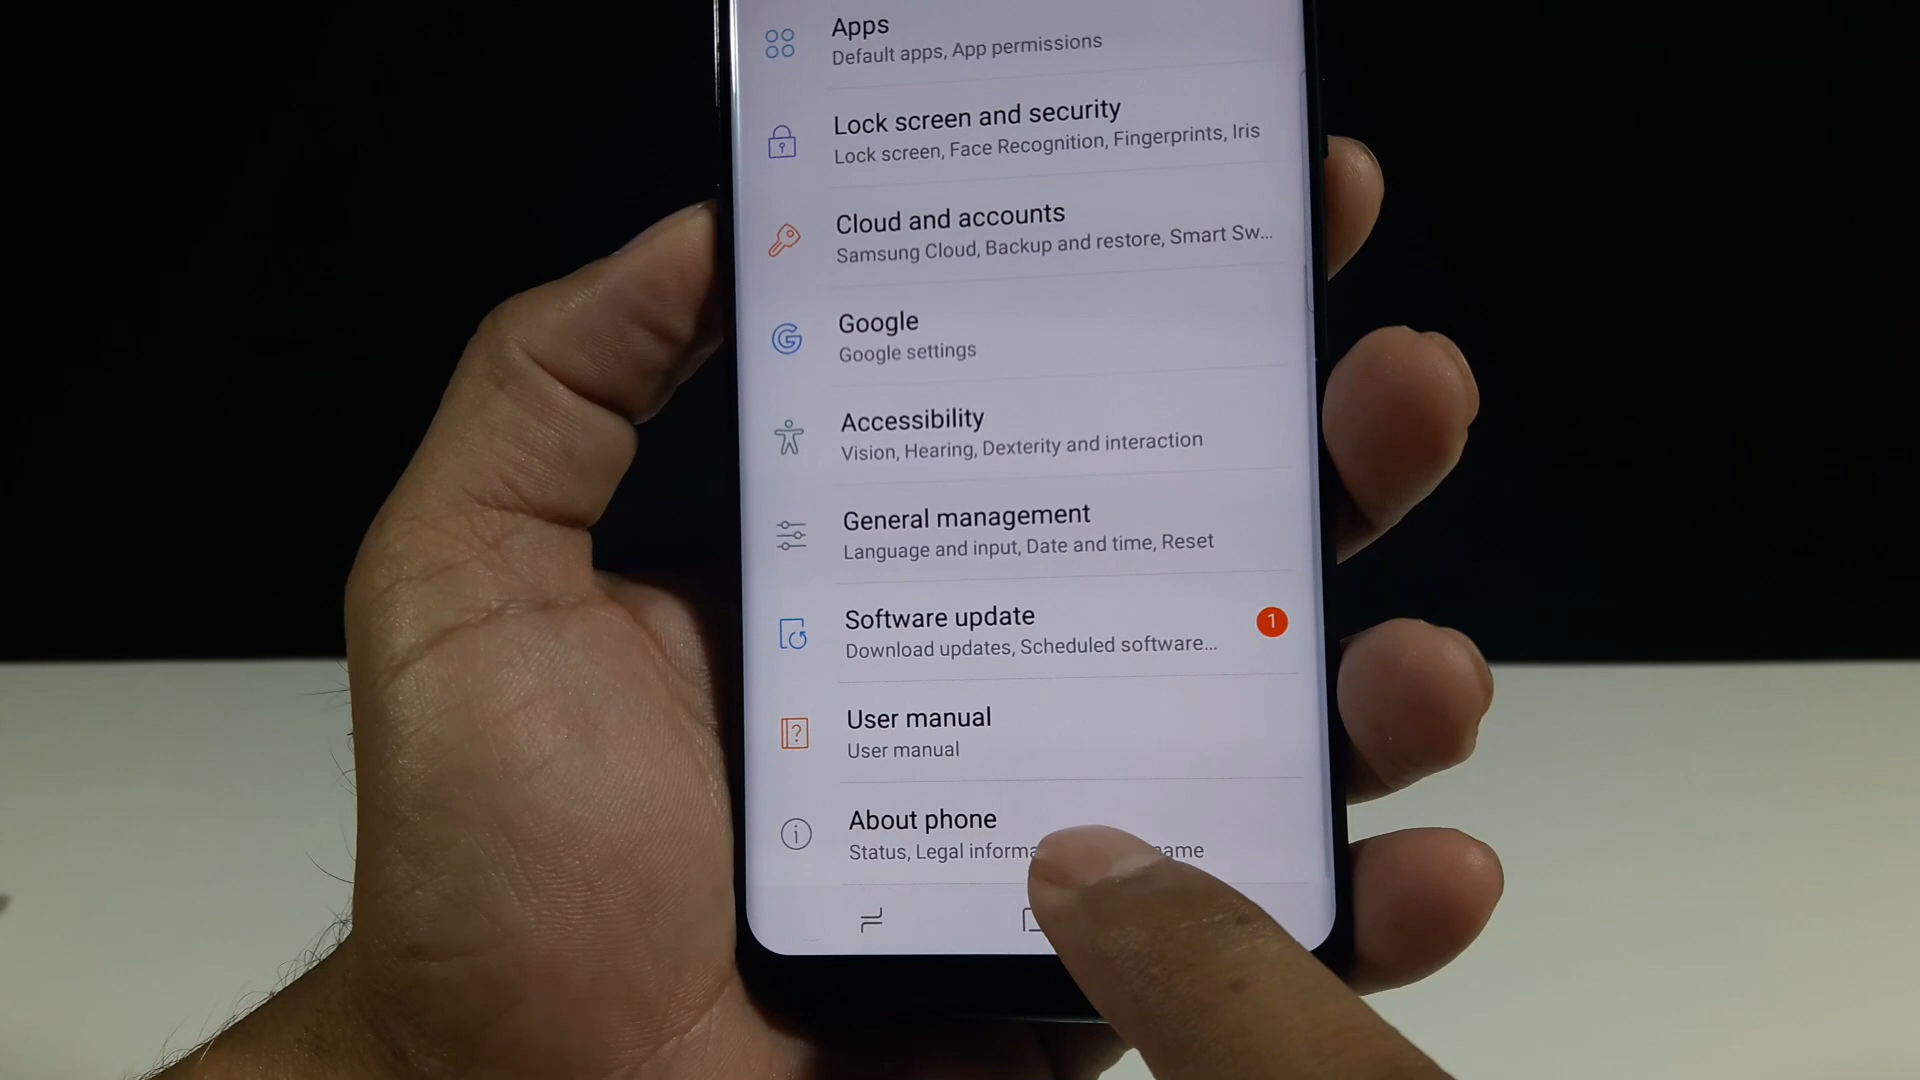 Apps
Default apps, App permissions
Lock screen and security
Lock screen, Face Recognition, Fingerprints, Iris
Cloud and accounts
Samsung Cloud, Backup and restore, Smart Sw...
Google
Google settings
Accessibility
Vision, Hearing, Dexterity and interaction
General management
Language and input, Date and time, Reset
Software update
1
Download updates, Scheduled software...
User manual
User manual
About phone
Status, Legal